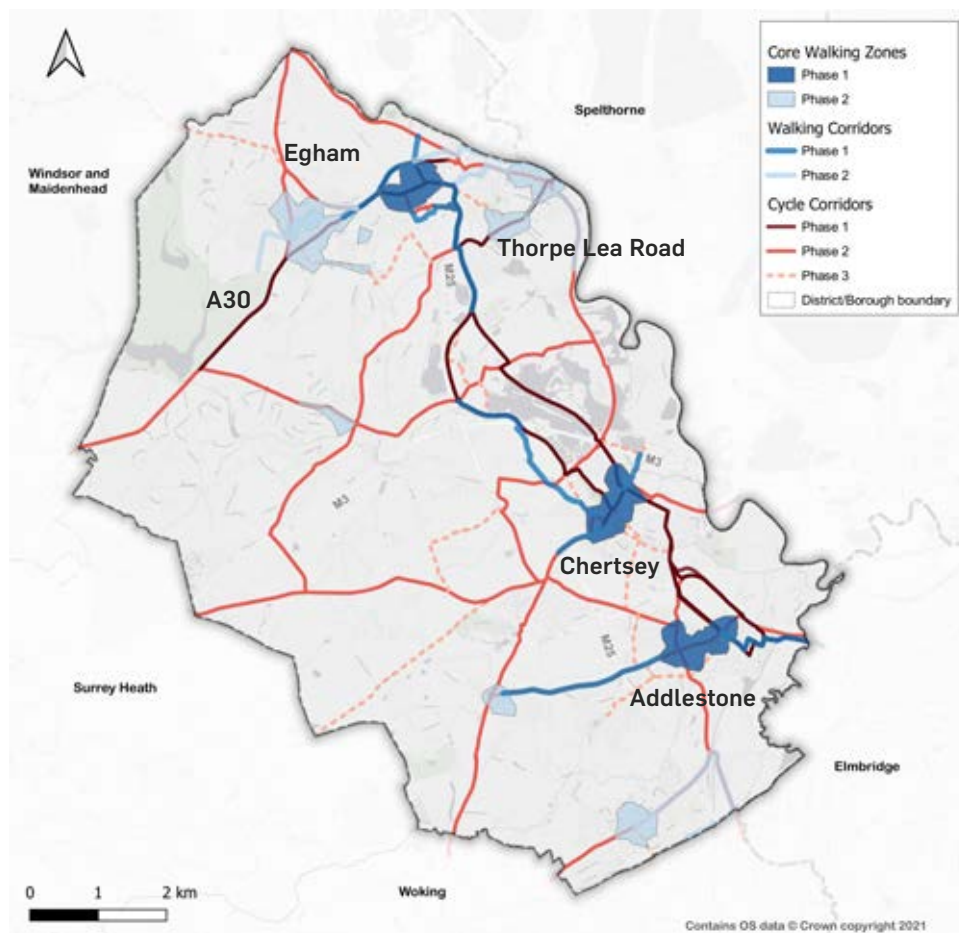 Core Walking Zones
Phase 1
Phase 2
Walking Corridors
Phase 1
Phase 2
Cycle Corridors
Phase 1
Phase 2
Phase 3
District/Borough boundary
Spelthorne
Egham
Windsor and
Maidenhead
Thorpe Lea Road
M25
A30
M3
M3
Chertsey
M25
Surrey Heath
Addlestone
Elmbridge
0 1 2 km
Woking
Contains OS data © Crown copyright 2021